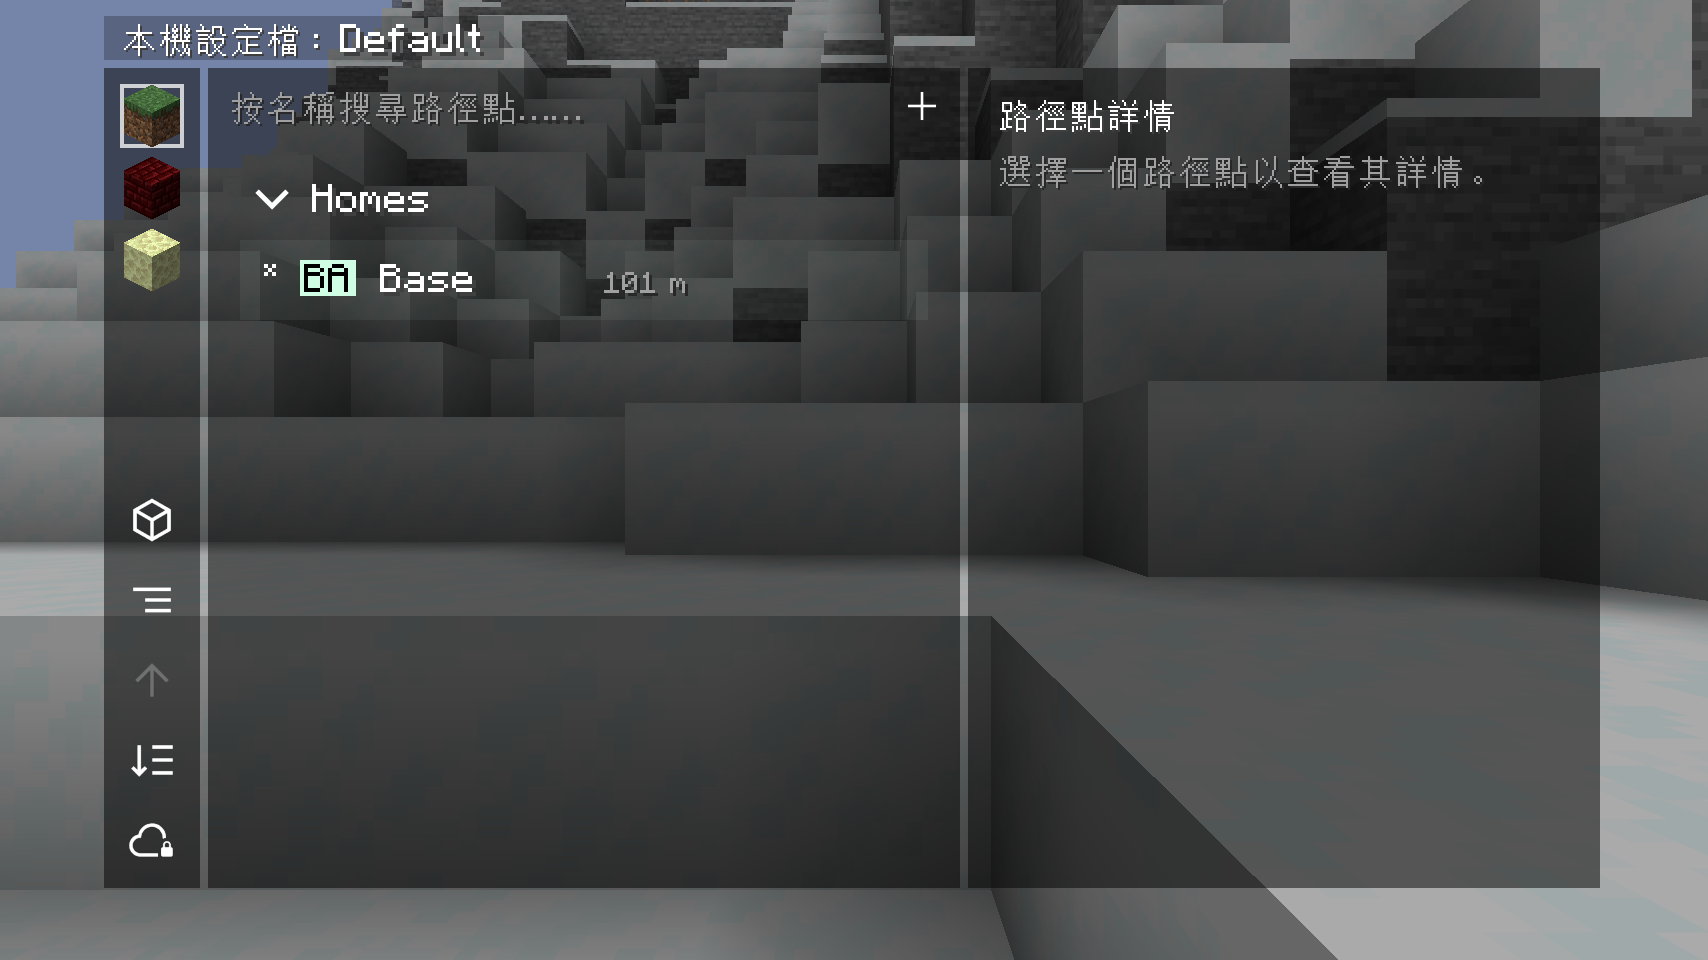 本機設定檔：Default
按名稱搜尋路徑點……
Homes
x BA Base 101 m
路徑點詳情
選擇一個路徑點以查看其詳情。